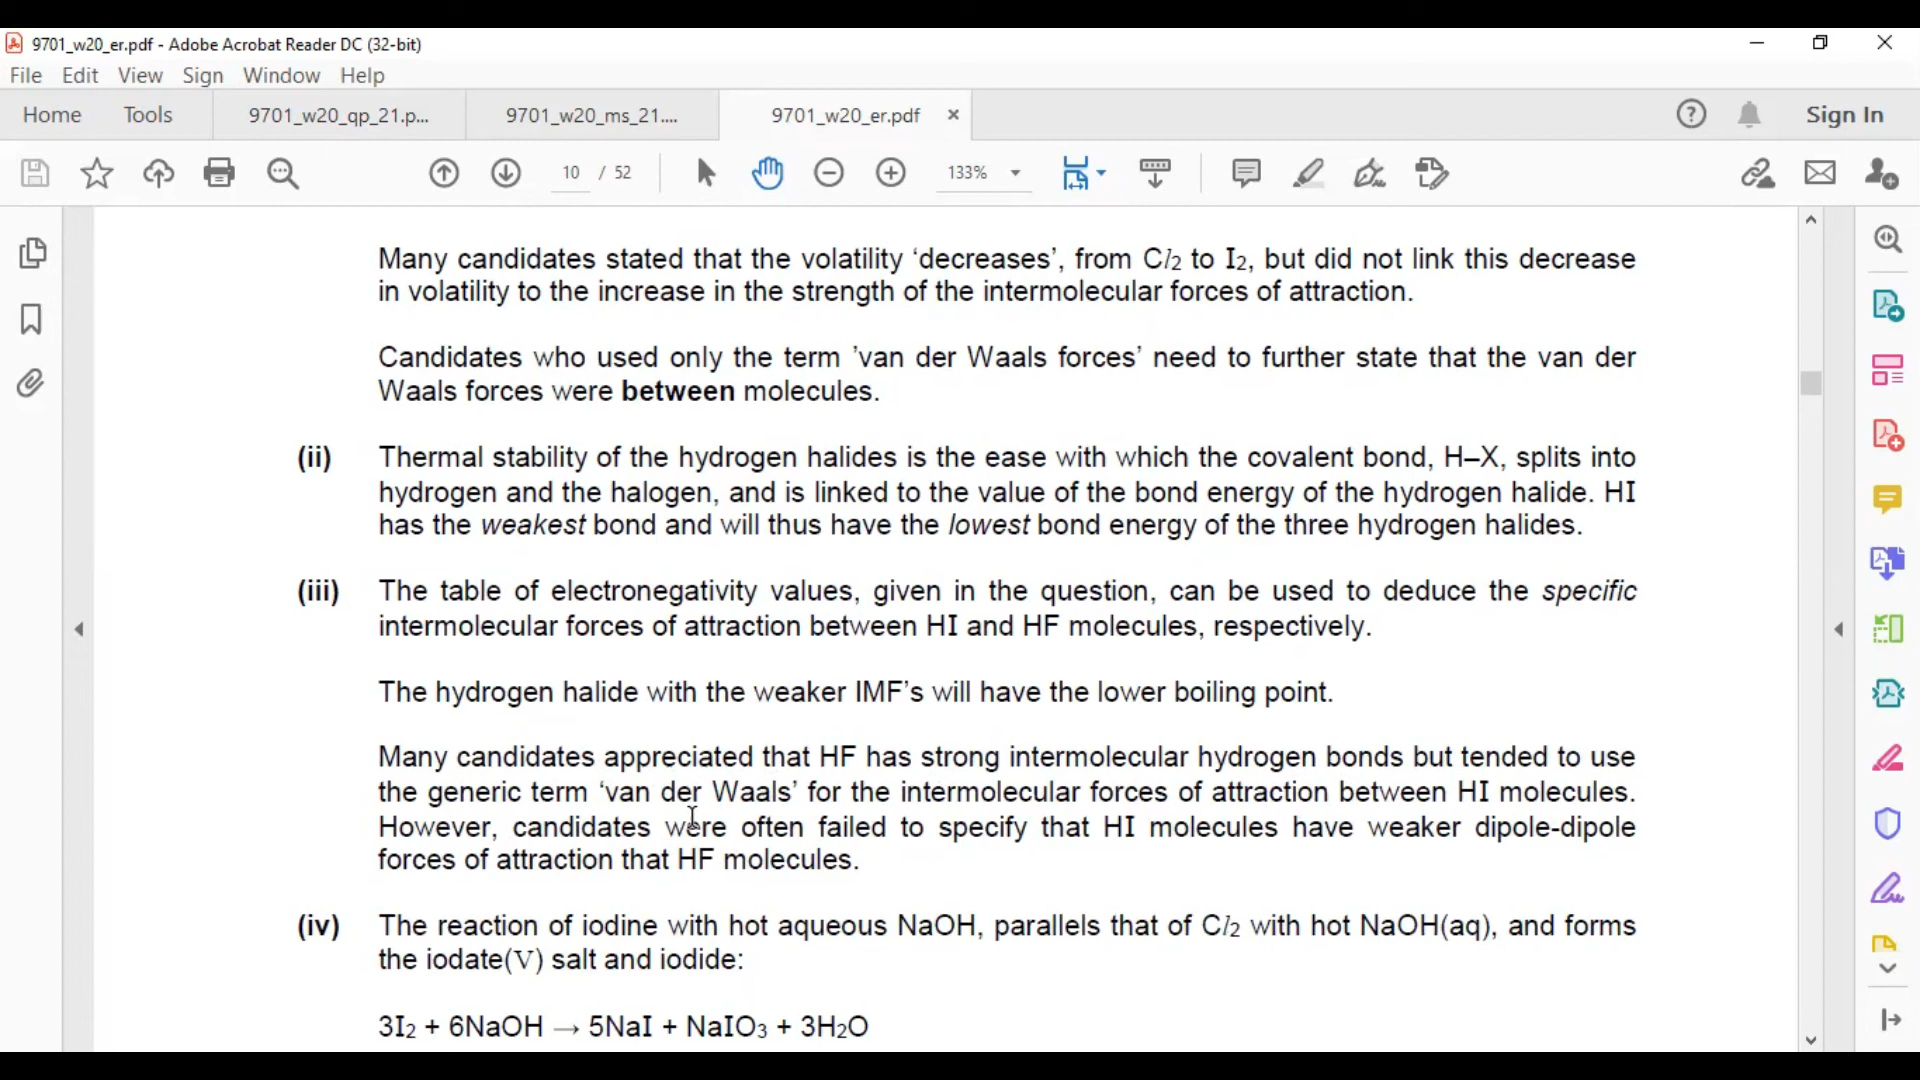 9701_w20_er.pdf - Adobe Acrobat Reader DC (32-bit)
File Edit View Sign Window Help
Home Tools 9701_w20_qp_21.p... 9701_w20_ms_21.... 9701_w20_er.pdf × Sign In
10 / 52 133%
Many candidates stated that the volatility ‘decreases’, from Cl2 to I2, but did not link this decrease
in volatility to the increase in the strength of the intermolecular forces of attraction.
Candidates who used only the term ’van der Waals forces’ need to further state that the van der
Waals forces were between molecules.
(ii) Thermal stability of the hydrogen halides is the ease with which the covalent bond, H–X, splits into
hydrogen and the halogen, and is linked to the value of the bond energy of the hydrogen halide. HI
has the weakest bond and will thus have the lowest bond energy of the three hydrogen halides.
(iii) The table of electronegativity values, given in the question, can be used to deduce the specific
intermolecular forces of attraction between HI and HF molecules, respectively.
The hydrogen halide with the weaker IMF’s will have the lower boiling point.
Many candidates appreciated that HF has strong intermolecular hydrogen bonds but tended to use
the generic term ‘van der Waals’ for the intermolecular forces of attraction between HI molecules.
However, candidates were often failed to specify that HI molecules have weaker dipole-dipole
forces of attraction that HF molecules.
(iv) The reaction of iodine with hot aqueous NaOH, parallels that of Cl2 with hot NaOH(aq), and forms
the iodate(V) salt and iodide:
3I2 + 6NaOH → 5NaI + NaIO3 + 3H2O